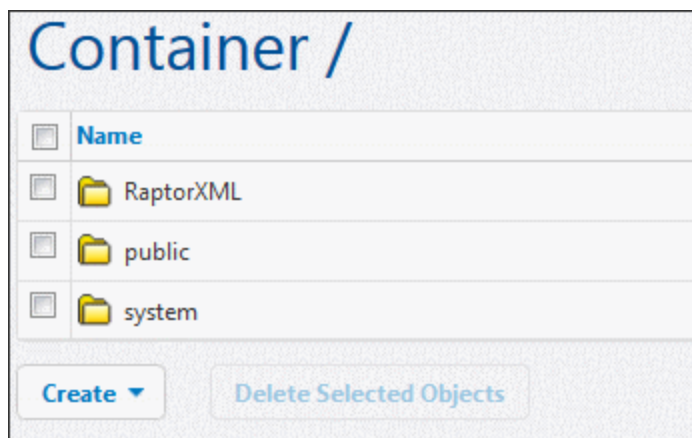 Container /
Name
RaptorXML
public
system
Create
Delete Selected Objects